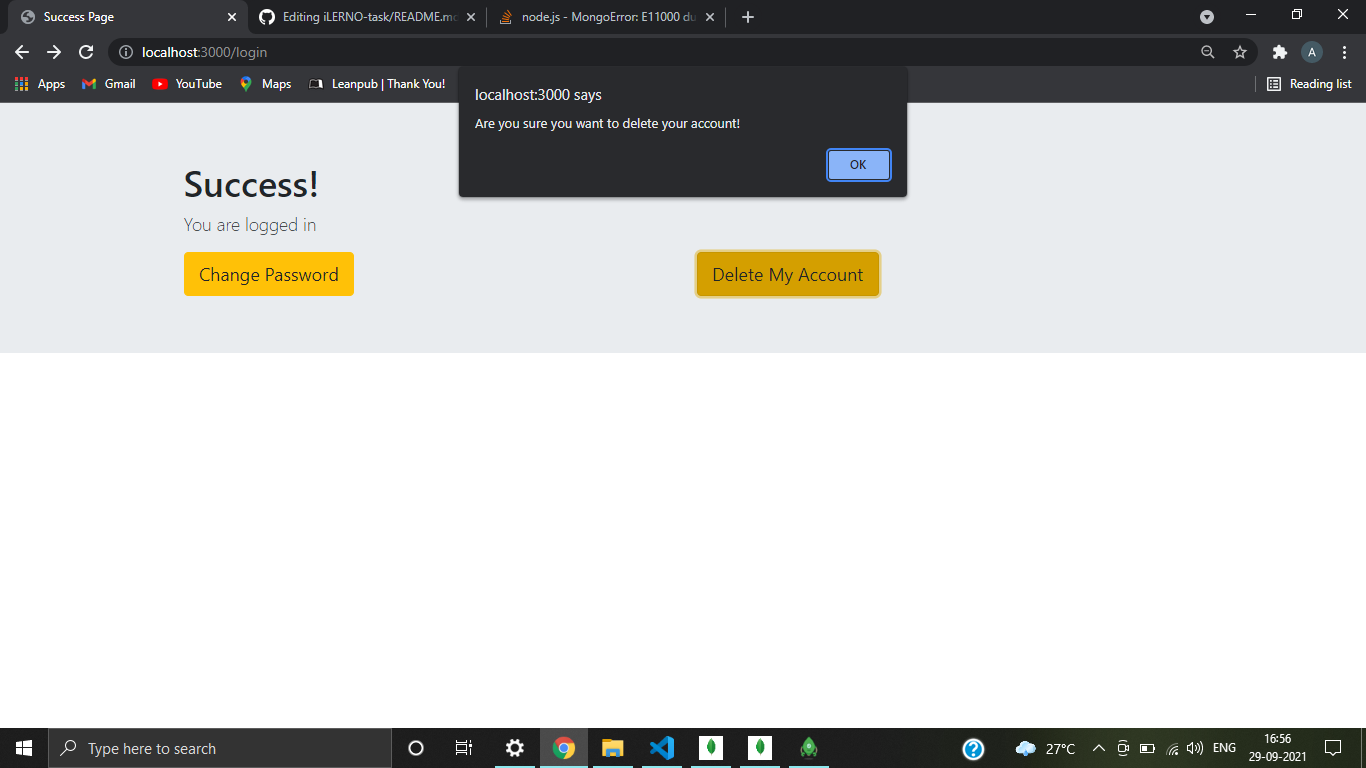 Success Page
Editing iLERNO-task/README.mc
node.js - MongoError: E11000 du
localhost:3000/login
A
Apps
Gmail
YouTube
Maps
Leanpub | Thank You!
Reading list
localhost:3000 says
Are you sure you want to delete your account!
OK
Success!
You are logged in
Change Password
Delete My Account
Type here to search
27°C
ENG
16:56
29-09-2021